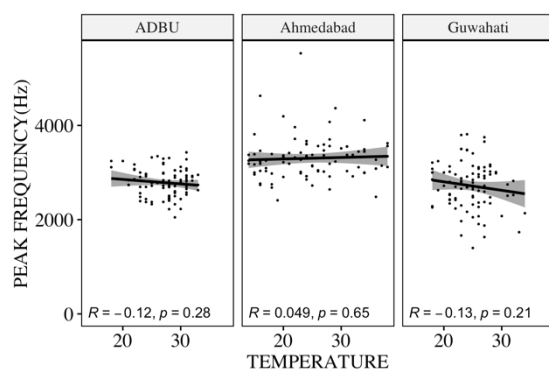 ADBU Ahmedabad Guwahati
PEAK FREQUENCY(Hz)
4000
2000
0
R = −0.12, p = 0.28 R = 0.049, p = 0.65 R = −0.13, p = 0.21
20 30 20 30 20 30
TEMPERATURE